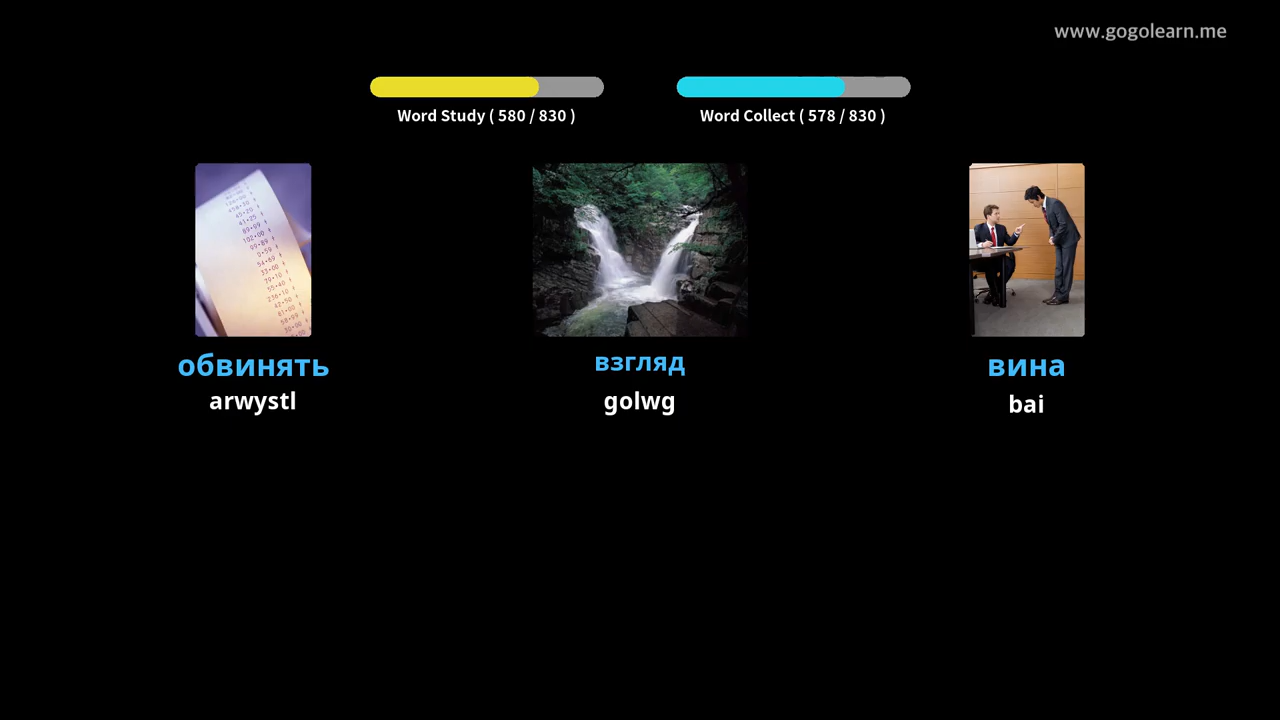 www.gogolearn.me
Word Study ( 580 / 830 )
Word Collect ( 578 / 830 )
обвинять
взгляд
вина
arwystl
golwg
bai